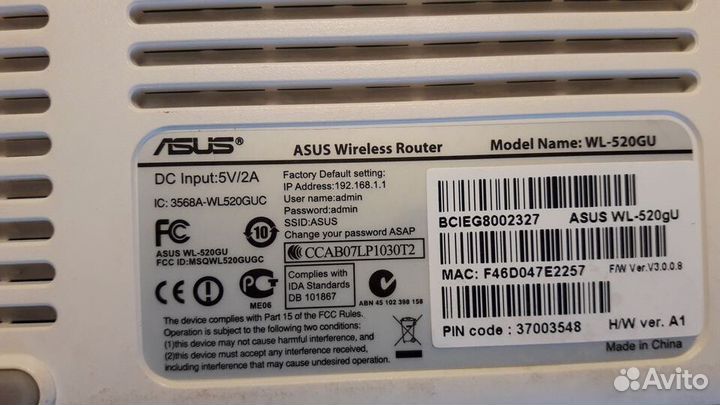 ASUS® ASUS Wireless Router Model Name: WL-520GU
DC Input:5V/2A
IC: 3568A-WL520GUC
FC
10
ASUS WL-520GU
FCC ID:MSQWL520GUGC
CE
ME06
Factory Default setting:
IP Address:192.168.1.1
User name:admin
Password:admin
SSID:ASUS
Change your password ASAP
CCAB07LP1030T2
Complies with
IDA Standards
DB 101867
N
ABN 45 102 398 158
The device complies with Part 15 of the FCC Rules.
Operation is subject to the following two conditions:
(1)this device may not cause harmful interference, and
(2)this device must accept any interference received,
including interference that may cause undesired operation.
BCIEG8002327 ASUS WL-520gU
MAC: F46D047E2257 F/W Ver.V3.0.0.8
PIN code : 37003548 H/W ver. A1
Made in China
Avito